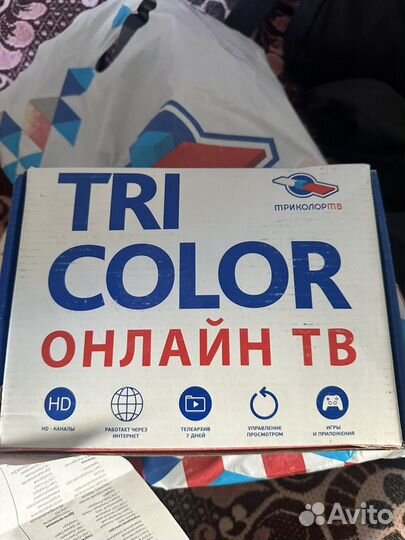 TRI
COLOR
ТРИКОЛОРТВ
ОНЛАЙН ТВ
HD
HD - КАНАЛЫ
РАБОТАЕТ ЧЕРЕЗ
ИНТЕРНЕТ
ТЕЛЕАРХИВ
7 ДНЕЙ
УПРАВЛЕНИЕ
ПРОСМОТРОМ
ИГРЫ
И ПРИЛОЖЕНИЯ
Avito